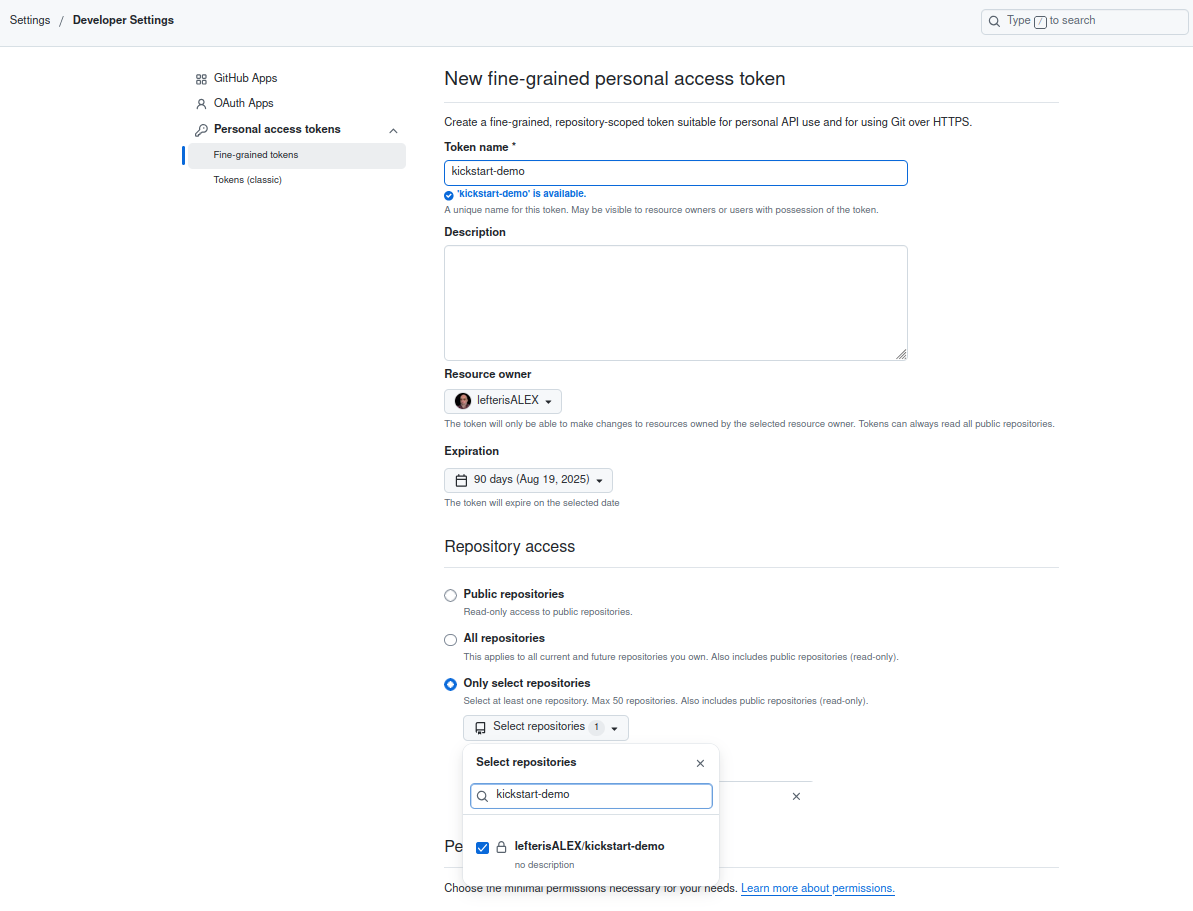 Settings / Developer Settings
Type / to search
GitHub Apps
OAuth Apps
Personal access tokens
Fine-grained tokens
Tokens (classic)
New fine-grained personal access token
Create a fine-grained, repository-scoped token suitable for personal API use and for using Git over HTTPS.
Token name *
kickstart-demo
'kickstart-demo' is available.
A unique name for this token. May be visible to resource owners or users with possession of the token.
Description
Resource owner
lefterisALEX
The token will only be able to make changes to resources owned by the selected resource owner. Tokens can always read all public repositories.
Expiration
90 days (Aug 19, 2025)
The token will expire on the selected date
Repository access
Public repositories
Read-only access to public repositories.
All repositories
This applies to all current and future repositories you own. Also includes public repositories (read-only).
Only select repositories
Select at least one repository. Max 50 repositories. Also includes public repositories (read-only).
Select repositories 1
Select repositories
kickstart-demo
lefterisALEX/kickstart-demo
no description
Pe
Choose the minimal permissions necessary for your needs. Learn more about permissions.